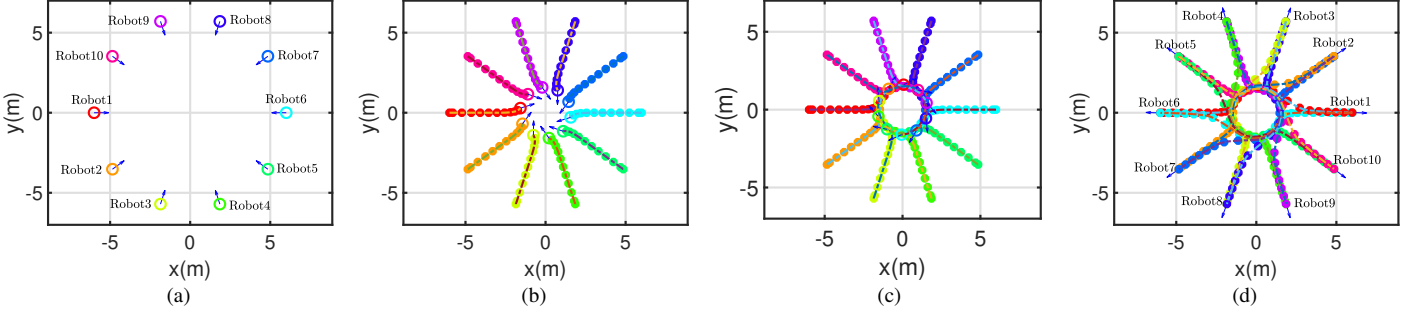 Robot9 Robot8
5
Robot10 Robot7
Robot1 Robot6
0
Robot2 Robot5
-5
Robot3 Robot4
-5 0 5
y(m)
x(m)
(a)
5
0
-5
-5 0 5
y(m)
x(m)
(b)
5
0
-5
-5 0 5
y(m)
x(m)
(c)
Robot4 Robot3
5
Robot5 Robot2
Robot6 Robot1
0
Robot7 Robot10
-5
Robot8 Robot9
-5 0 5
y(m)
x(m)
(d)